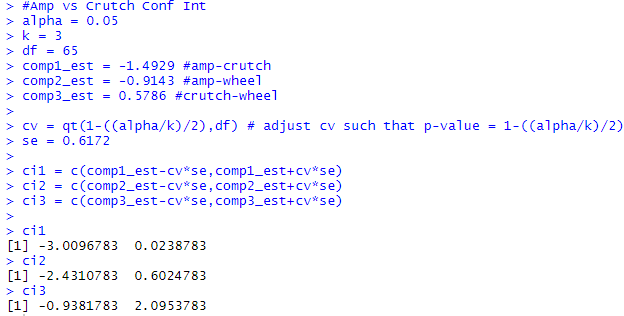 > #Amp vs Crutch Conf Int
> alpha = 0.05
> k = 3
> df = 65
> comp1_est = -1.4929 #amp-crutch
> comp2_est = -0.9143 #amp-wheel
> comp3_est = 0.5786 #crutch-wheel
>
> cv = qt(1-((alpha/k)/2),df) # adjust cv such that p-value = 1-((alpha/k)/2)
> se = 0.6172
>
> ci1 = c(comp1_est-cv*se,comp1_est+cv*se)
> ci2 = c(comp2_est-cv*se,comp2_est+cv*se)
> ci3 = c(comp3_est-cv*se,comp3_est+cv*se)
>
> ci1
[1] -3.0096783 0.0238783
> ci2
[1] -2.4310783 0.6024783
> ci3
[1] -0.9381783 2.0953783